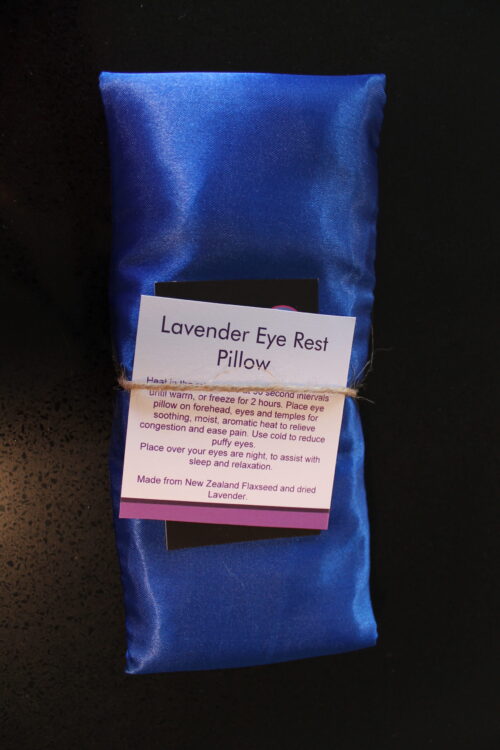 Lavender Eye Rest
Pillow
Heat in the second intervals
until warm, or freeze for 2 hours. Place eye
pillow on forehead, eyes and temples for
soothing, moist, aromatic heat to relieve
congestion and ease pain. Use cold to reduce
puffy eyes.
Place over your eyes are night, to assist with
sleep and relaxation.
Made from New Zealand Flaxseed and dried
Lavender.